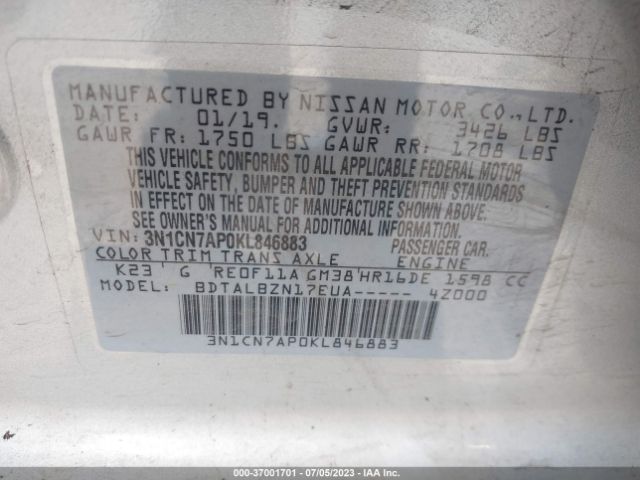 MANUFACTURED BY NISSAN MOTOR CO.,LTD.
DATE: 01/19. GVWR: 3426 LBS
GAWR FR: 1750 LBS GAWR RR: 1708 LBS
THIS VEHICLE CONFORMS TO ALL APPLICABLE FEDERAL MOTOR
VEHICLE SAFETY, BUMPER AND THEFT PREVENTION STANDARDS
IN EFFECT ON THE DATE OF MANUFACTURE SHOWN ABOVE.
SEE OWNER'S MANUAL FOR ADDITIONAL INFORMATION.
VIN: 3N1CN7AP0KL846883 PASSENGER CAR.
COLOR TRIM TRANS AXLE ENGINE
K23 G RE0F11A GM38 HR16DE 1598 CC
MODEL: BDTALBZN17EUA----- 4Z000
3N1CN7AP0KL846883
000-37001701 - 07/05/2023 - IAA Inc.